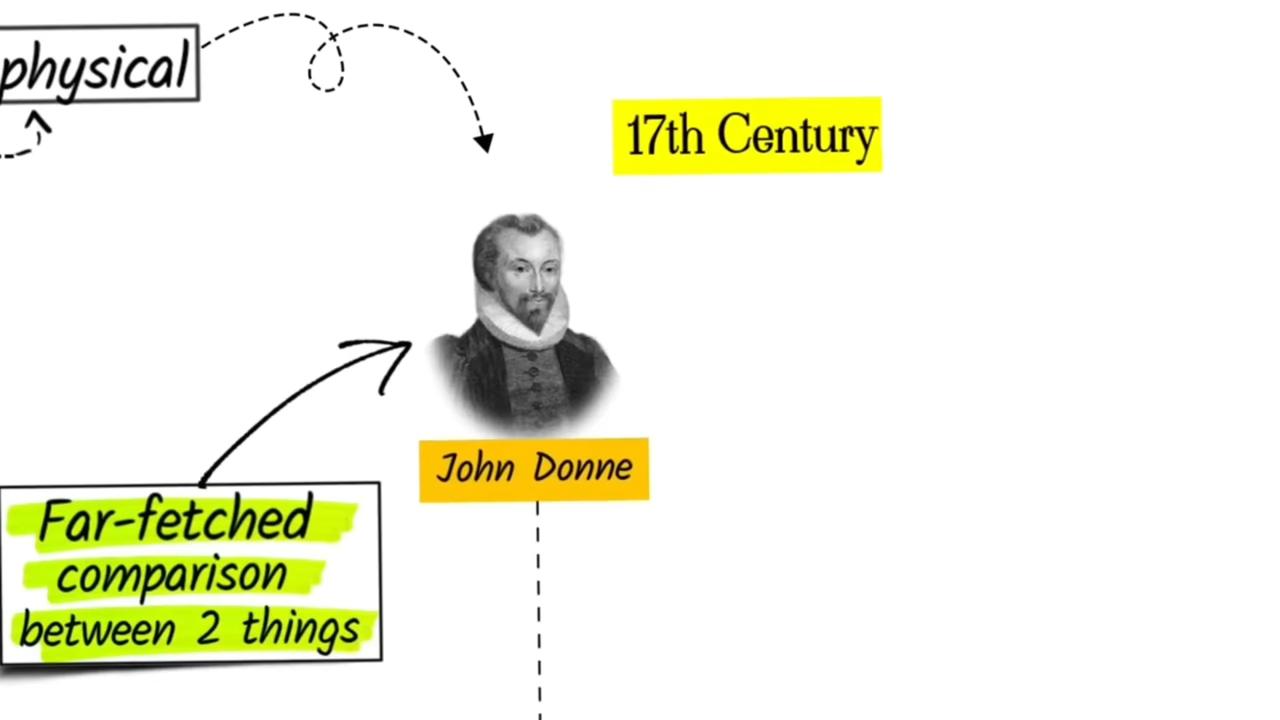 physical
17th Century
John Donne
Far-fetched
comparison
between 2 things